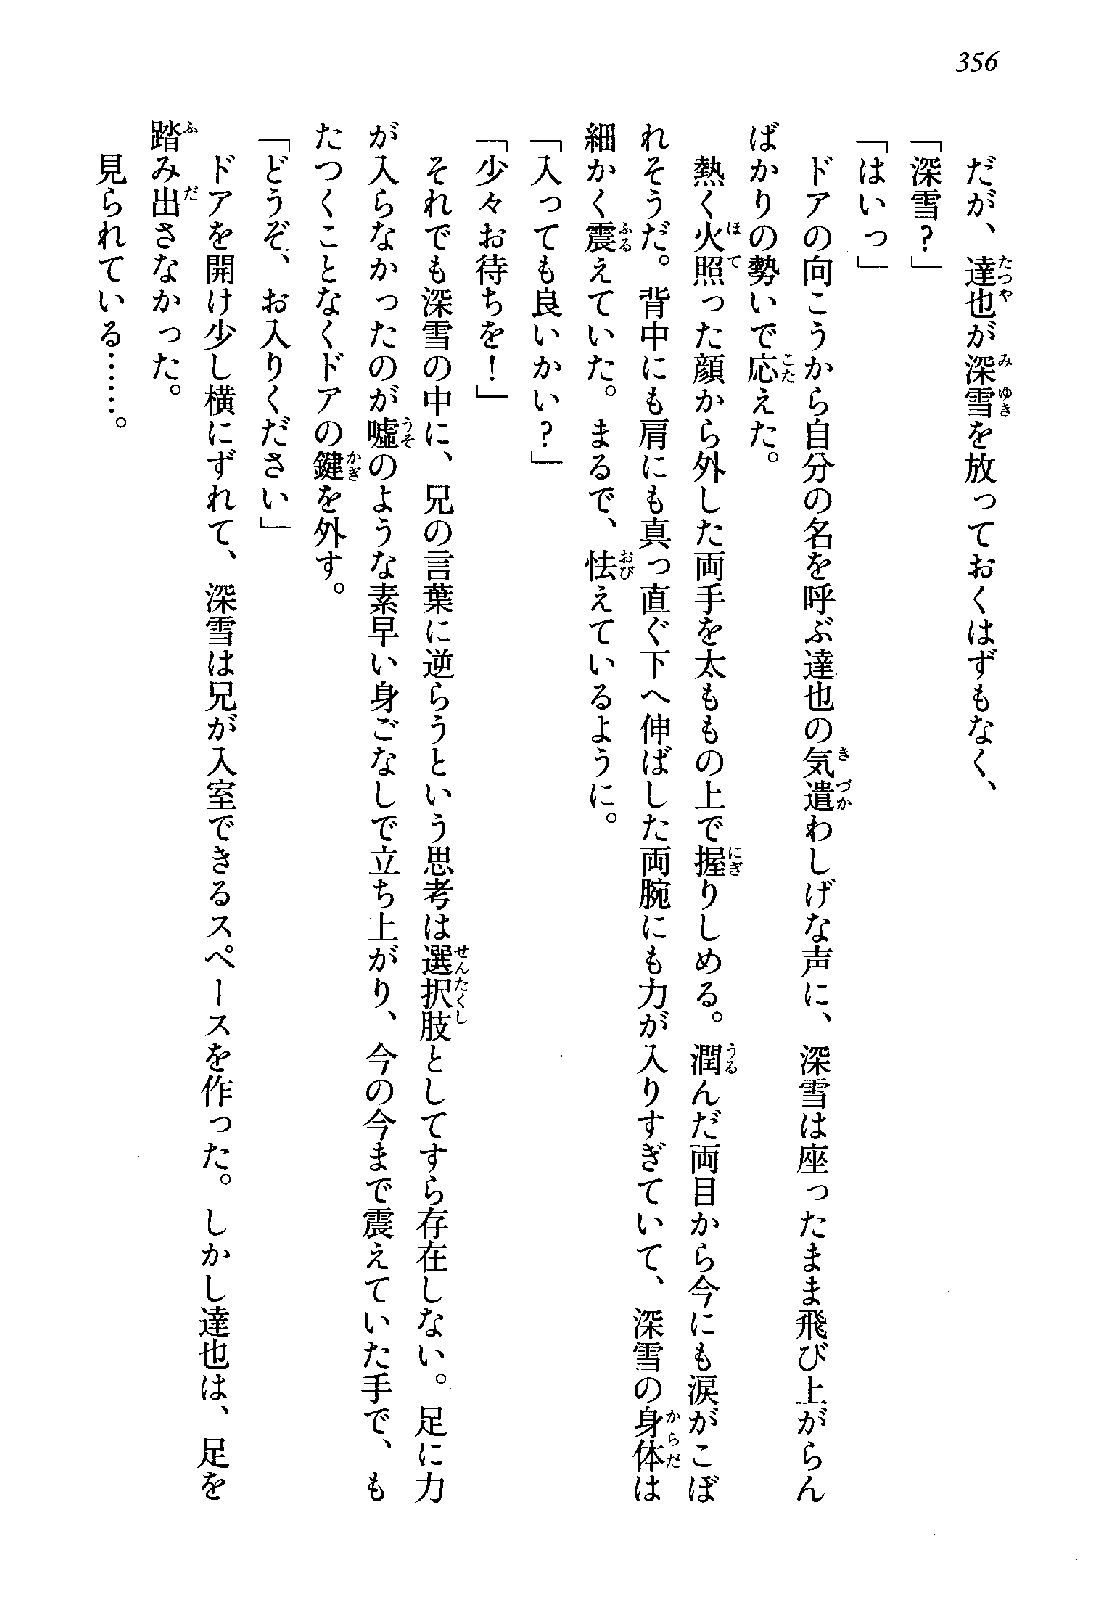 356
だが、達也が深雪を放っておくはずもなく、
「深雪？」
「はいっ」
ドアの向こうから自分の名を呼ぶ達也の気遣わしげな声に、深雪は座ったまま飛び上がらん
ばかりの勢いで応えた。
熱く火照った顔から外した両手を太ももの上で握りしめる。潤んだ両目から今にも涙がこぼ
れそうだ。背中にも肩にも真っ直ぐ下へ伸ばした両腕にも力が入りすぎていて、深雪の身体は
細かく震えていた。まるで、怯えているように。
「入っても良いかい？」
「少々お待ちを！」
それでも深雪の中に、兄の言葉に逆らうという思考は選択肢としてすら存在しない。足に力
が入らなかったのが嘘のような素早い身ごなしで立ち上がり、今の今まで震えていた手で、も
たつくことなくドアの鍵を外す。
「どうぞ、お入りください」
ドアを開け少し横にずれて、深雪は兄が入室できるスペースを作った。しかし達也は、足を
踏み出さなかった。
見られている……。